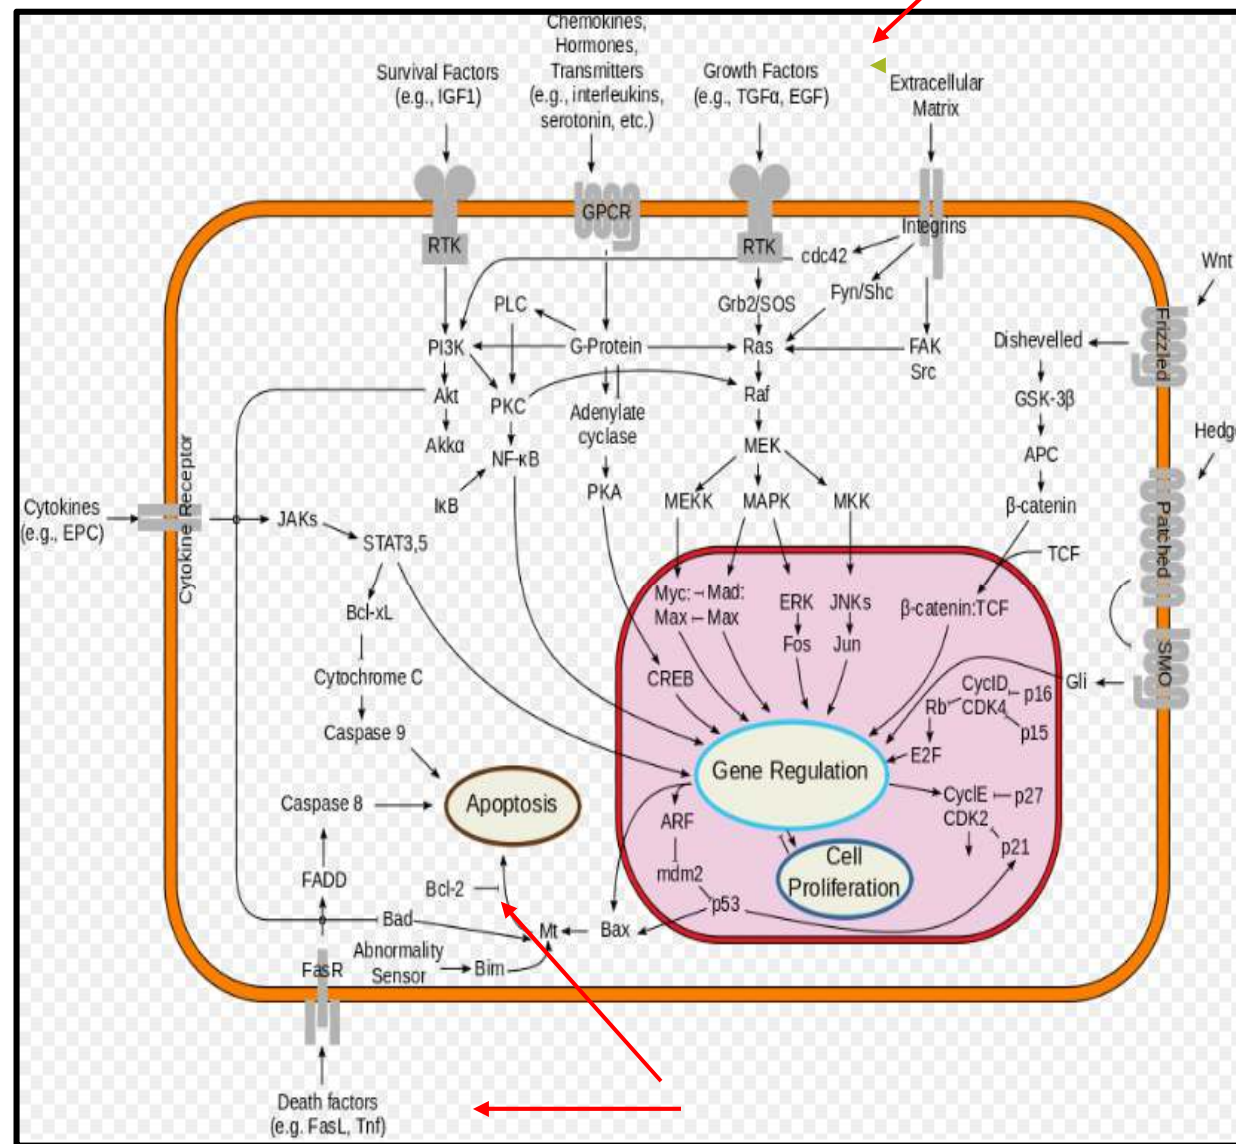 Chemokines,
Hormones,
Transmitters
(e.g., interleukins,
serotonin, etc.)
Survival Factors
(e.g., IGF1)
Growth Factors
(e.g., TGFα, EGF)
Extracellular
Matrix
GPCR
RTK
RTK
Integrins
cdc42
Wnt
Fyn/Shc
PLC
Grb2/SOS
Frizzled
PI3K
G-Protein
Ras
FAK
Src
Dishevelled
Akt
PKC
Adenylate
cyclase
Raf
GSK-3β
Akkα
NF-κB
MEK
APC
Hedg
IκB
PKA
MEKK
MAPK
MKK
β-catenin
Patched
Cytokines
(e.g., EPC)
Cytokine Receptor
JAKs
STAT3,5
TCF
Bcl-xL
Myc:
Max
Mad:
Max
ERK
JNKs
β-catenin:TCF
Fos
Jun
Cytochrome C
CREB
Gli
SMO
CyclD
CDK4
p16
Rb
p15
Caspase 9
E2F
Gene Regulation
Caspase 8
Apoptosis
ARF
CyclE
CDK2
p27
p21
Cell
Proliferation
FADD
Bcl-2
mdm2
p53
Bad
Mt
Bax
Abnormality
Sensor
Bim
FasR
Death factors
(e.g. FasL, Tnf)